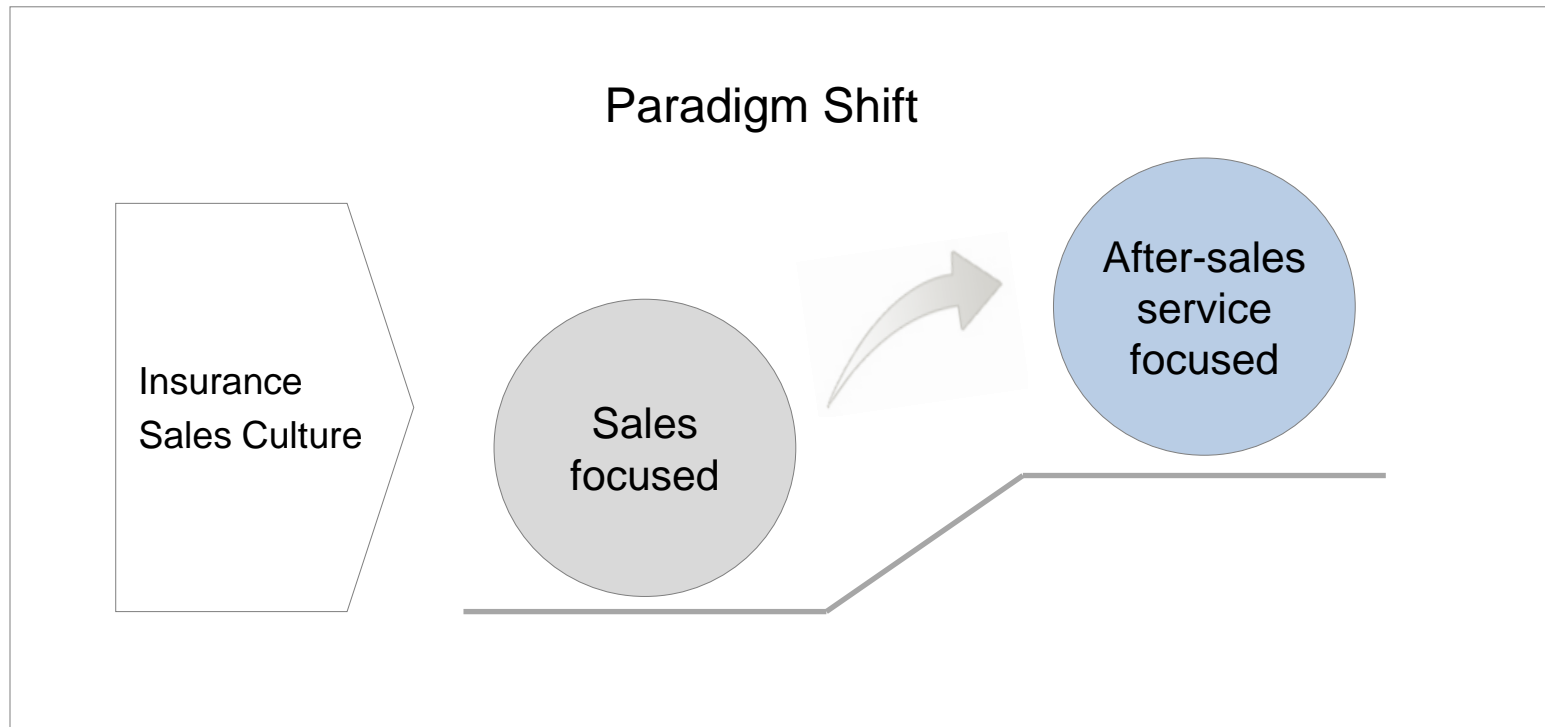 Paradigm Shift
Insurance
Sales Culture
Sales
focused
After-sales
service
focused